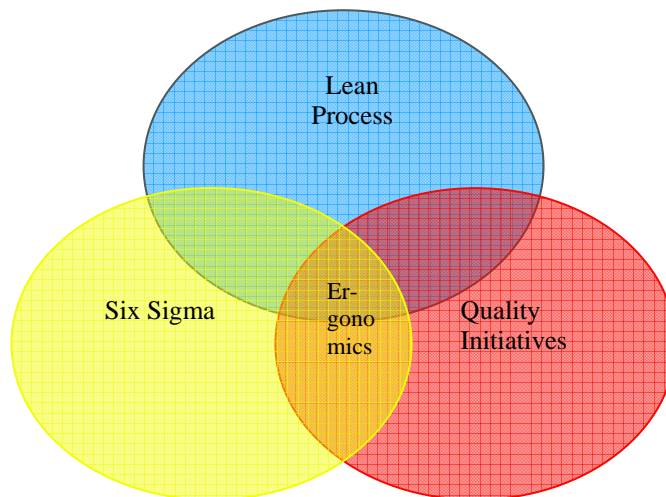 Lean
Process
Six Sigma
Er-
gono
mics
Quality
Initiatives